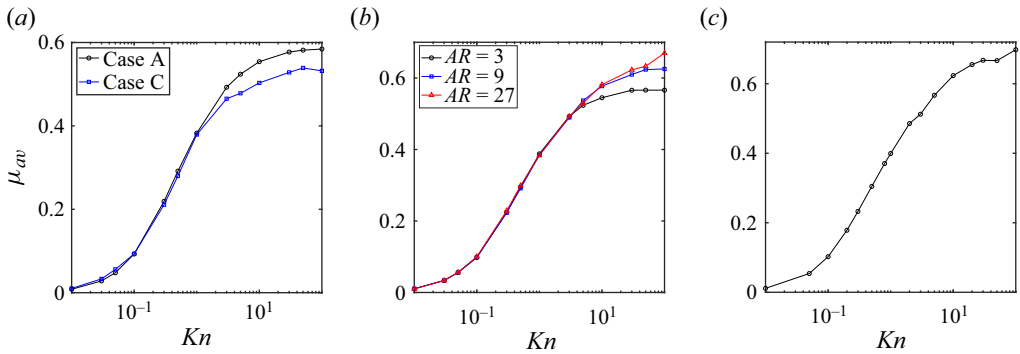 (a)
0.6
0.4
0.2
0
μav
Case A
Case C
10⁻¹
10¹
Kn
(b)
0.6
0.4
0.2
0
AR = 3
AR = 9
AR = 27
10⁻¹
10¹
Kn
(c)
0.6
0.4
0.2
0
10⁻¹
10¹
Kn